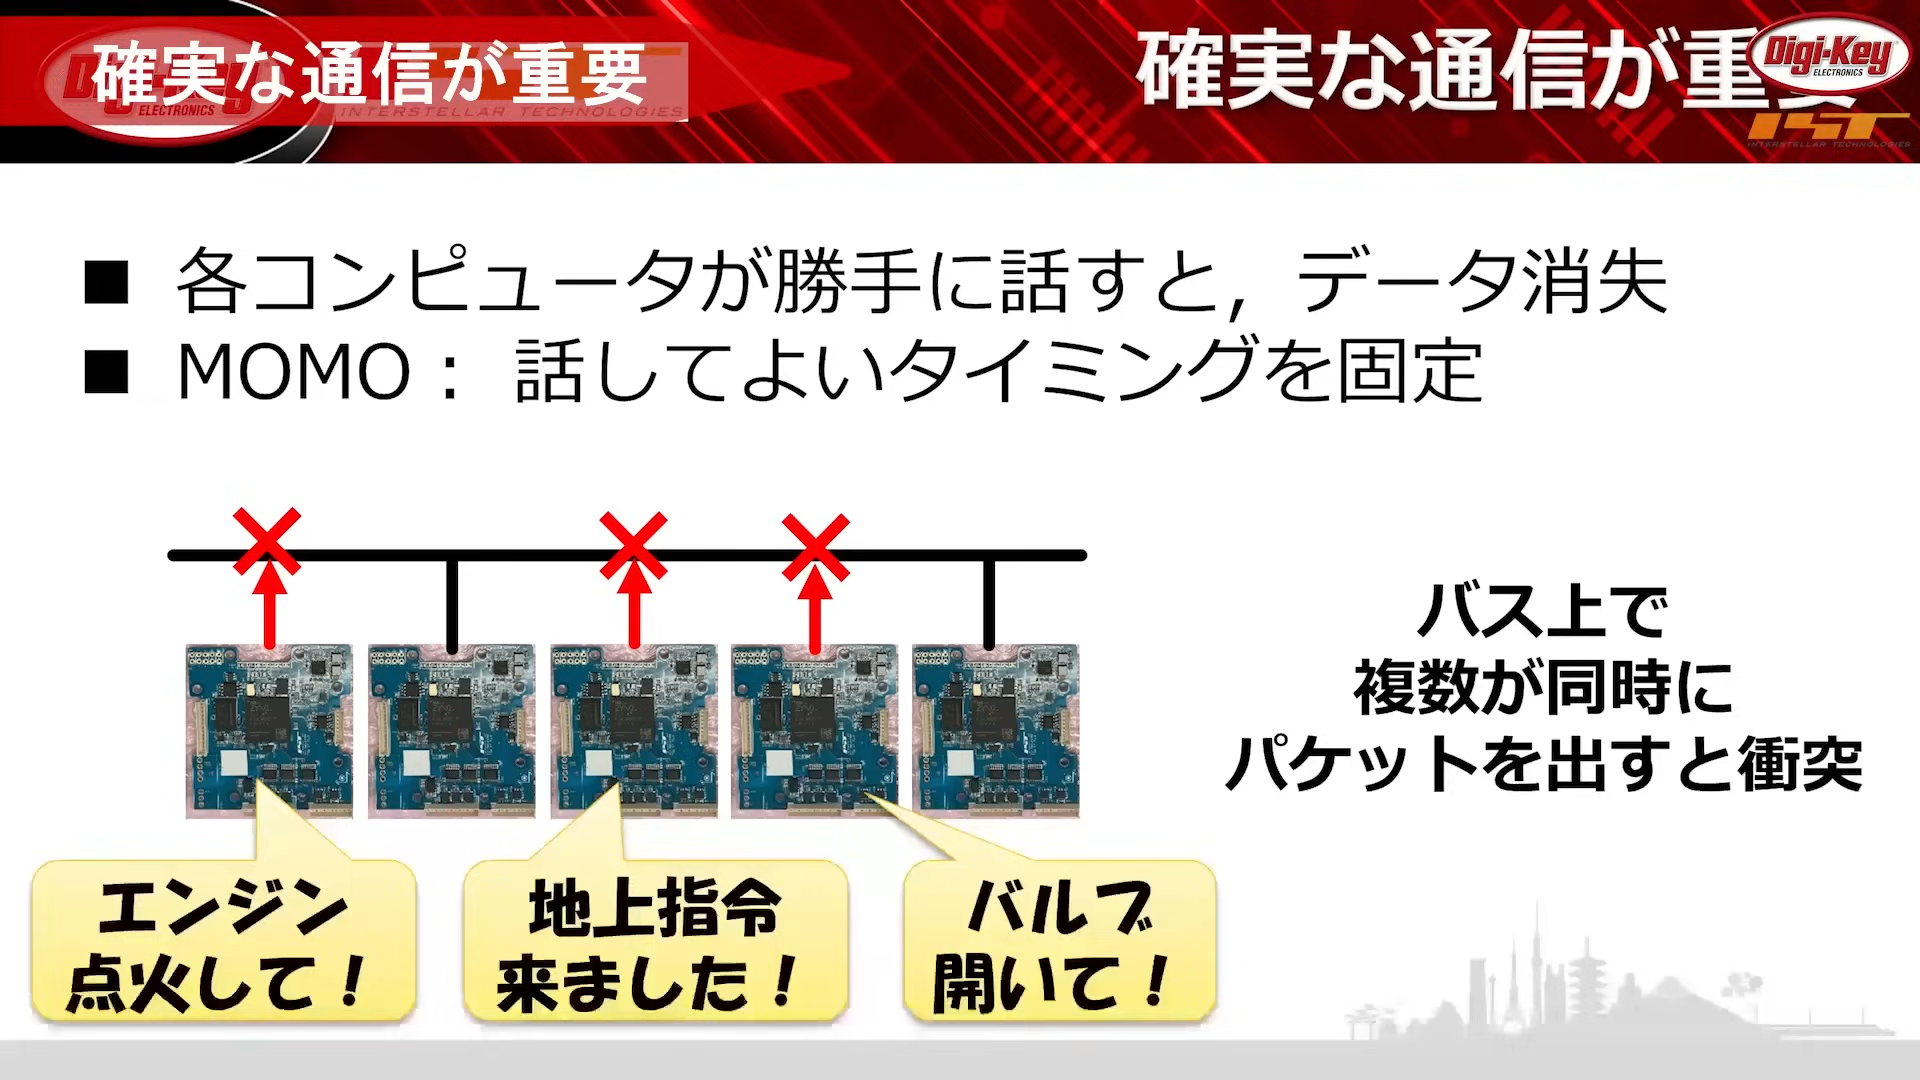 確実な通信が重要
Digi-Key
ELECTRONICS
INTERSTELLAR TECHNOLOGIES
確実な通信が重要
Digi-Key
ELECTRONICS
IST
INTERSTELLAR TECHNOLOGIES
■ 各コンピュータが勝手に話すと，データ消失
■ MOMO： 話してよいタイミングを固定
バス上で
複数が同時に
パケットを出すと衝突
エンジン
点火して！
地上指令
来ました！
バルブ
開いて！